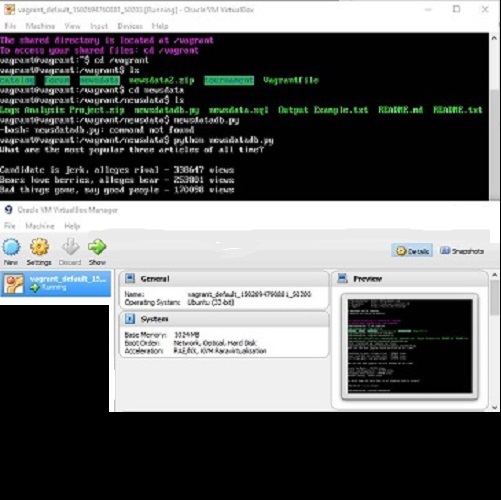 vagrant_default_1502694760881_50203 [Running] - Oracle VM VirtualBox
File Machine View Input Devices Help
The shared directory is located at /vagrant
To access your shared files: cd /vagrant
vagrant@vagrant:~$ cd /vagrant
vagrant@vagrant:/vagrant$ ls
catalog forum newsdata newsdata2.zip tournament Vagrantfile
vagrant@vagrant:/vagrant$ cd newsdata
vagrant@vagrant:/vagrant/newsdata$ ls
Logs Analysis Project.zip newsdatadb.py newsdata.sql Output Example.txt README.md README.txt
vagrant@vagrant:/vagrant/newsdata$ newsdatadb.py
-bash: newsdatadb.py: command not found
vagrant@vagrant:/vagrant/newsdata$ python newsdatadb.py
What are the most popular three articles of all time?
Candidate is jerk, alleges rival - 338647 views
Bears love berries, alleges bear - 253801 views
Bad things gone, say good people - 170098 views
Oracle VM VirtualBox Manager
File Machine Help
New Settings Discard Show
Details Snapshots
vagrant_default_15...
Running
General
Name: vagrant_default_1502694760881_50203
Operating System: Ubuntu (32-bit)
System
Base Memory: 1024 MB
Boot Order: Network, Optical, Hard Disk
Acceleration: PAE/NX, KVM Paravirtualization
Preview